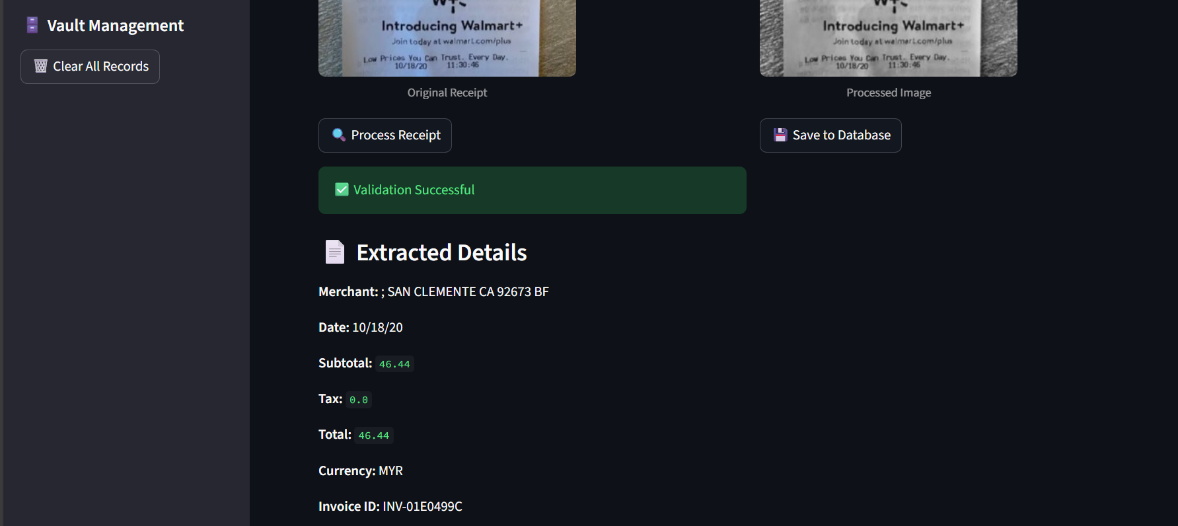 Vault Management
Clear All Records
Introducing Walmart+
Join today at walmart.com/plus
Low Prices You Can Trust. Every Day.
10/18/20 11:30:46
Original Receipt
Introducing Walmart+
Join today at walmart.com/plus
Low Prices You Can Trust. Every Day.
10/18/20 11:30:46
Processed Image
Process Receipt
Save to Database
Validation Successful
Extracted Details
Merchant: ; SAN CLEMENTE CA 92673 BF
Date: 10/18/20
Subtotal: 46.44
Tax: 0.0
Total: 46.44
Currency: MYR
Invoice ID: INV-01E0499C